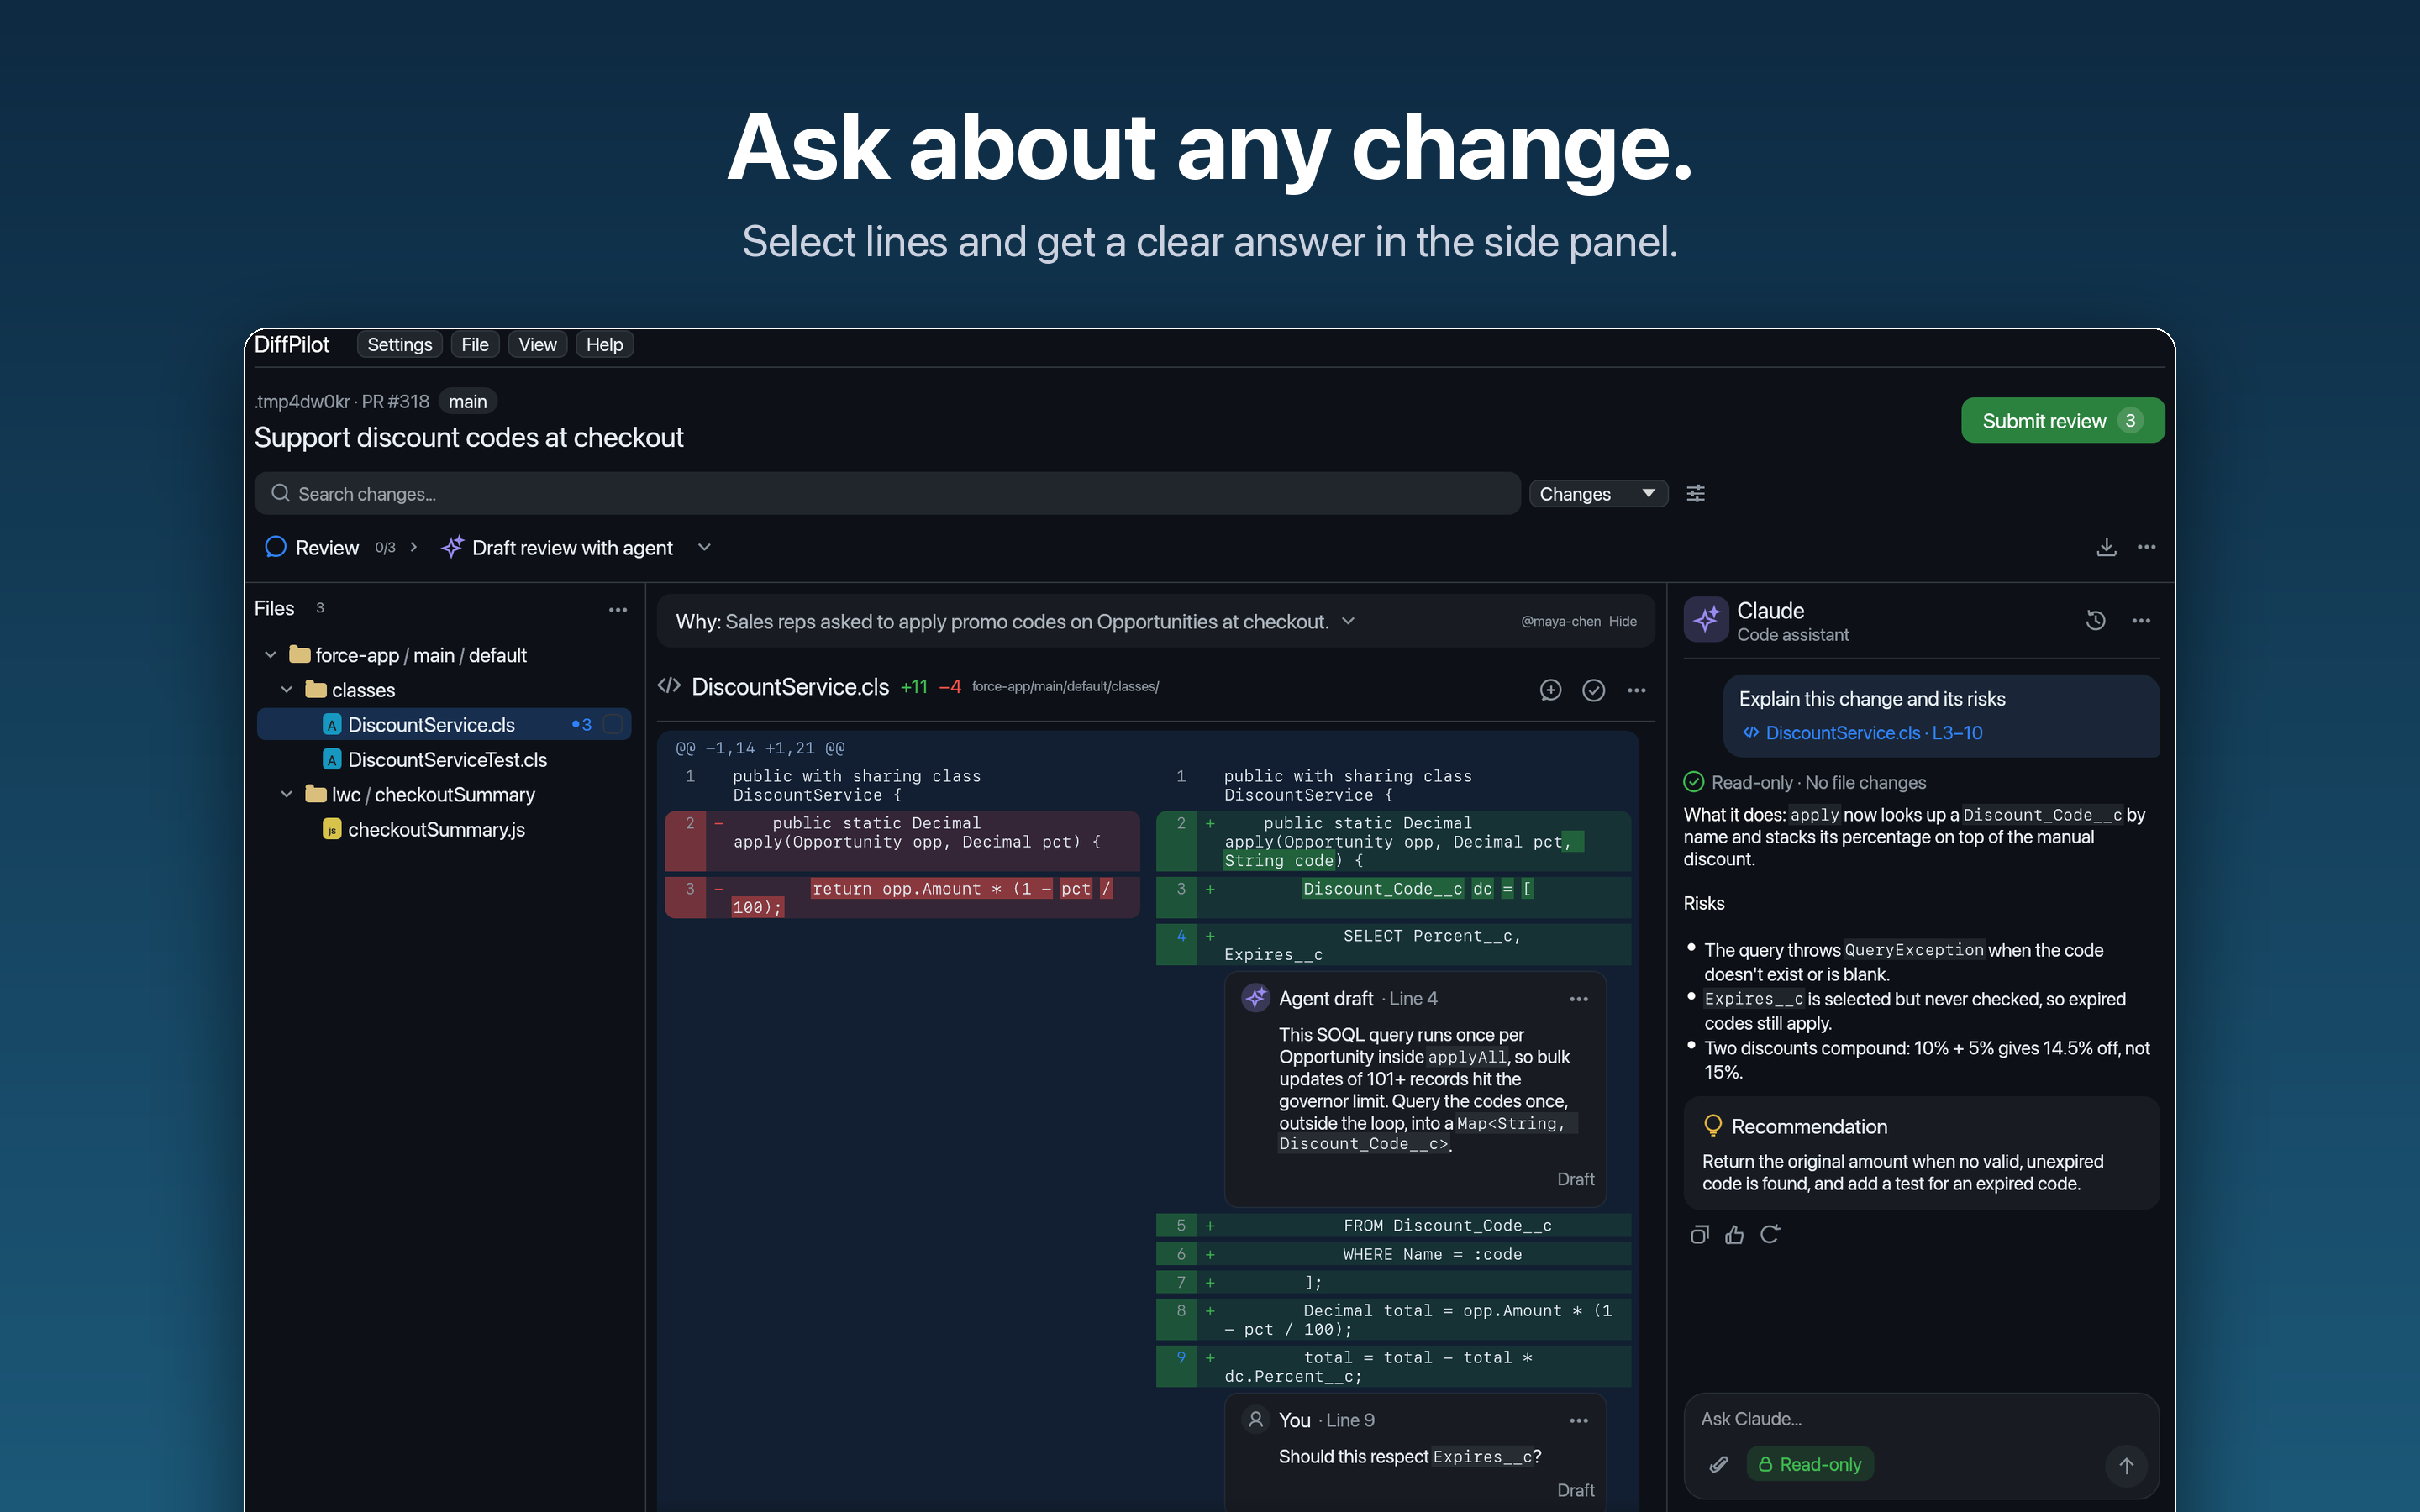 Ask about any change.
Select lines and get a clear answer in the side panel.
DiffPilot Settings File View Help
.tmp4dw0kr · PR #318 main
Support discount codes at checkout
Submit review 3
Search changes...
Changes
Review 0/3 Draft review with agent
Files 3
force-app / main / default
classes
A DiscountService.cls 3
A DiscountServiceTest.cls
lwc / checkoutSummary
js checkoutSummary.js
Why: Sales reps asked to apply promo codes on Opportunities at checkout. @maya-chen Hide
DiscountService.cls +11 −4 force-app/main/default/classes/
@@ −1,14 +1,21 @@
1 public with sharing class
DiscountService {
2 − public static Decimal
apply(Opportunity opp, Decimal pct) {
3 − return opp.Amount * (1 − pct /
100);
1 public with sharing class
DiscountService {
2 + public static Decimal
apply(Opportunity opp, Decimal pct,
String code) {
3 + Discount_Code__c dc = [
4 + SELECT Percent__c,
Expires__c
Agent draft · Line 4
This SOQL query runs once per
Opportunity inside applyAll, so bulk
updates of 101+ records hit the
governor limit. Query the codes once,
outside the loop, into a Map<String,
Discount_Code__c>.
Draft
5 + FROM Discount_Code__c
6 + WHERE Name = :code
7 + ];
8 + Decimal total = opp.Amount * (1
− pct / 100);
9 + total = total − total *
dc.Percent__c;
You · Line 9
Should this respect Expires__c?
Draft
Claude
Code assistant
Explain this change and its risks
DiscountService.cls · L3–10
Read-only · No file changes
What it does: apply now looks up a Discount_Code__c by
name and stacks its percentage on top of the manual
discount.
Risks
• The query throws QueryException when the code
doesn't exist or is blank.
• Expires__c is selected but never checked, so expired
codes still apply.
• Two discounts compound: 10% + 5% gives 14.5% off, not
15%.
Recommendation
Return the original amount when no valid, unexpired
code is found, and add a test for an expired code.
Ask Claude...
Read-only